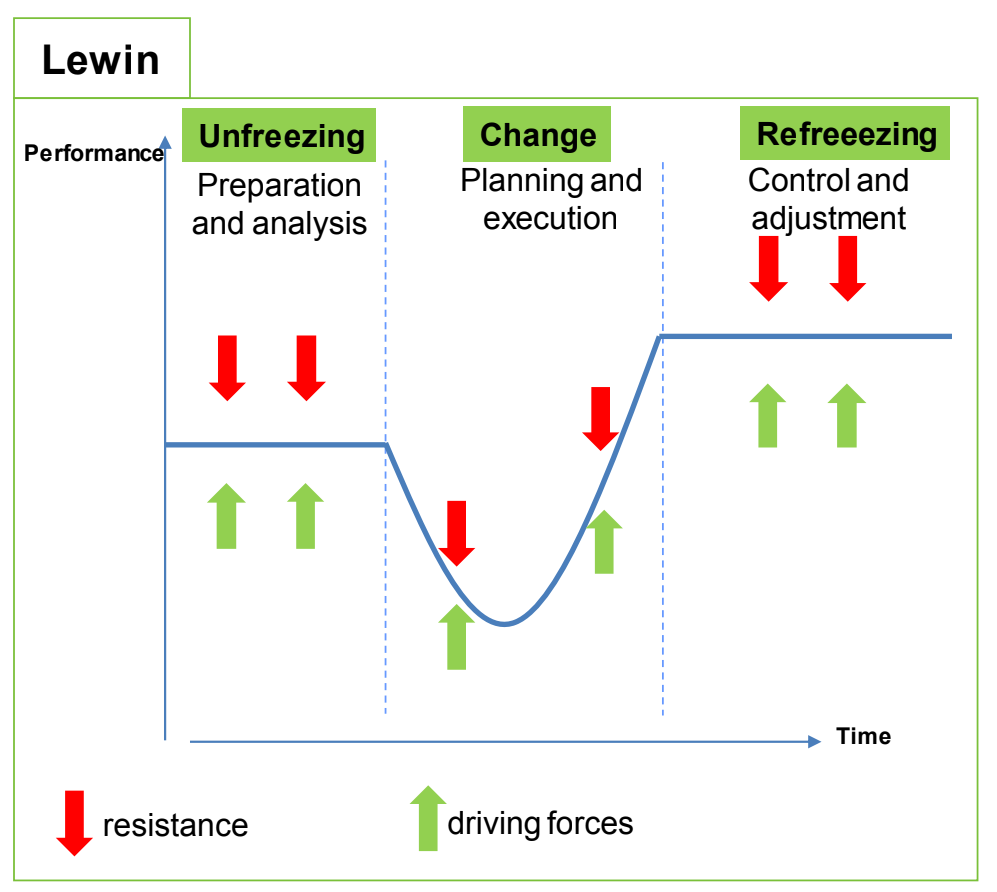 Lewin
Performance
Unfreezing
Preparation
and analysis
Change
Planning and
execution
Refreeezing
Control and
adjustment
Time
resistance
driving forces